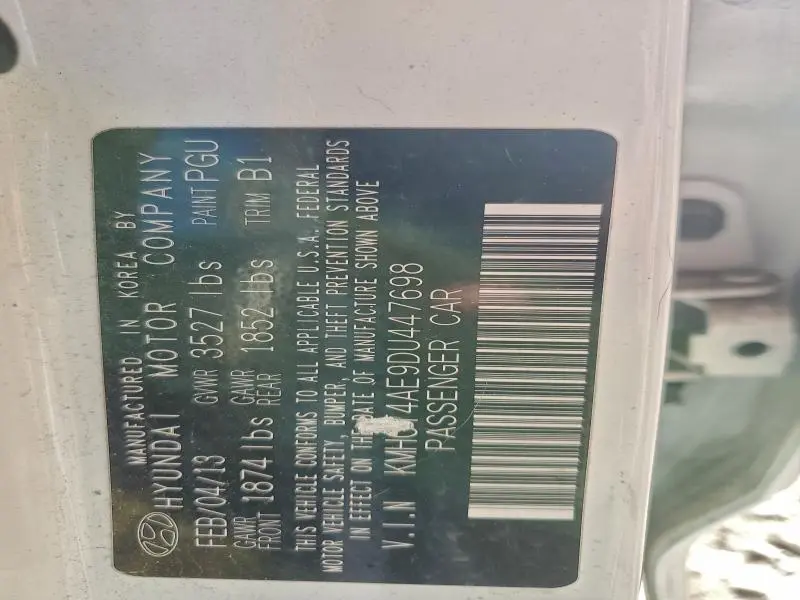 MANUFACTURED IN KOREA BY
HYUNDAI MOTOR COMPANY
FEB/04/13 GVWR 3527 lbs PAINT PGU
GAWR FRONT 1874 lbs GAWR REAR 1852 lbs TRIM B1
THIS VEHICLE CONFORMS TO ALL APPLICABLE U.S.A. FEDERAL
MOTOR VEHICLE SAFETY, BUMPER, AND THEFT PREVENTION STANDARDS
IN EFFECT ON THE DATE OF MANUFACTURE SHOWN ABOVE
V.I.N
PASSENGER CAR